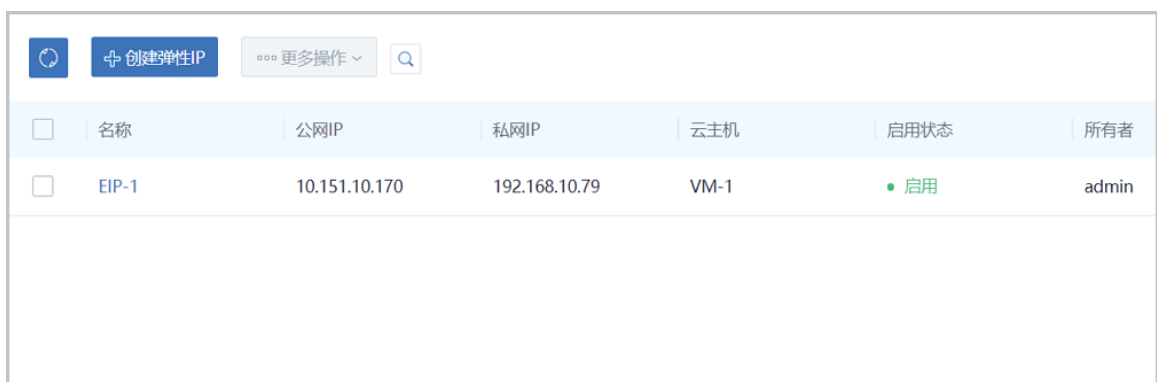 创建弹性IP 更多操作
名称 公网IP 私网IP 云主机 启用状态 所有者
EIP-1 10.151.10.170 192.168.10.79 VM-1 启用 admin